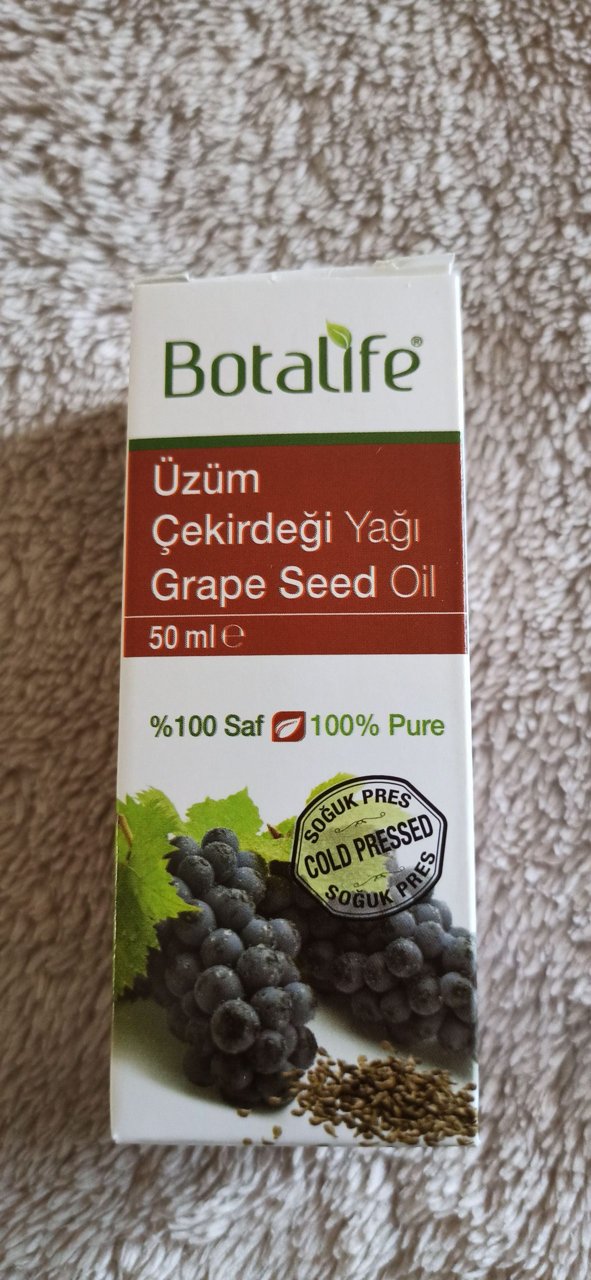 Botalife®
Üzüm
Çekirdeği Yağı
Grape Seed Oil
50 ml ℮
%100 Saf 100% Pure
SOĞUK PRES
COLD PRESSED
SOĞUK PRES